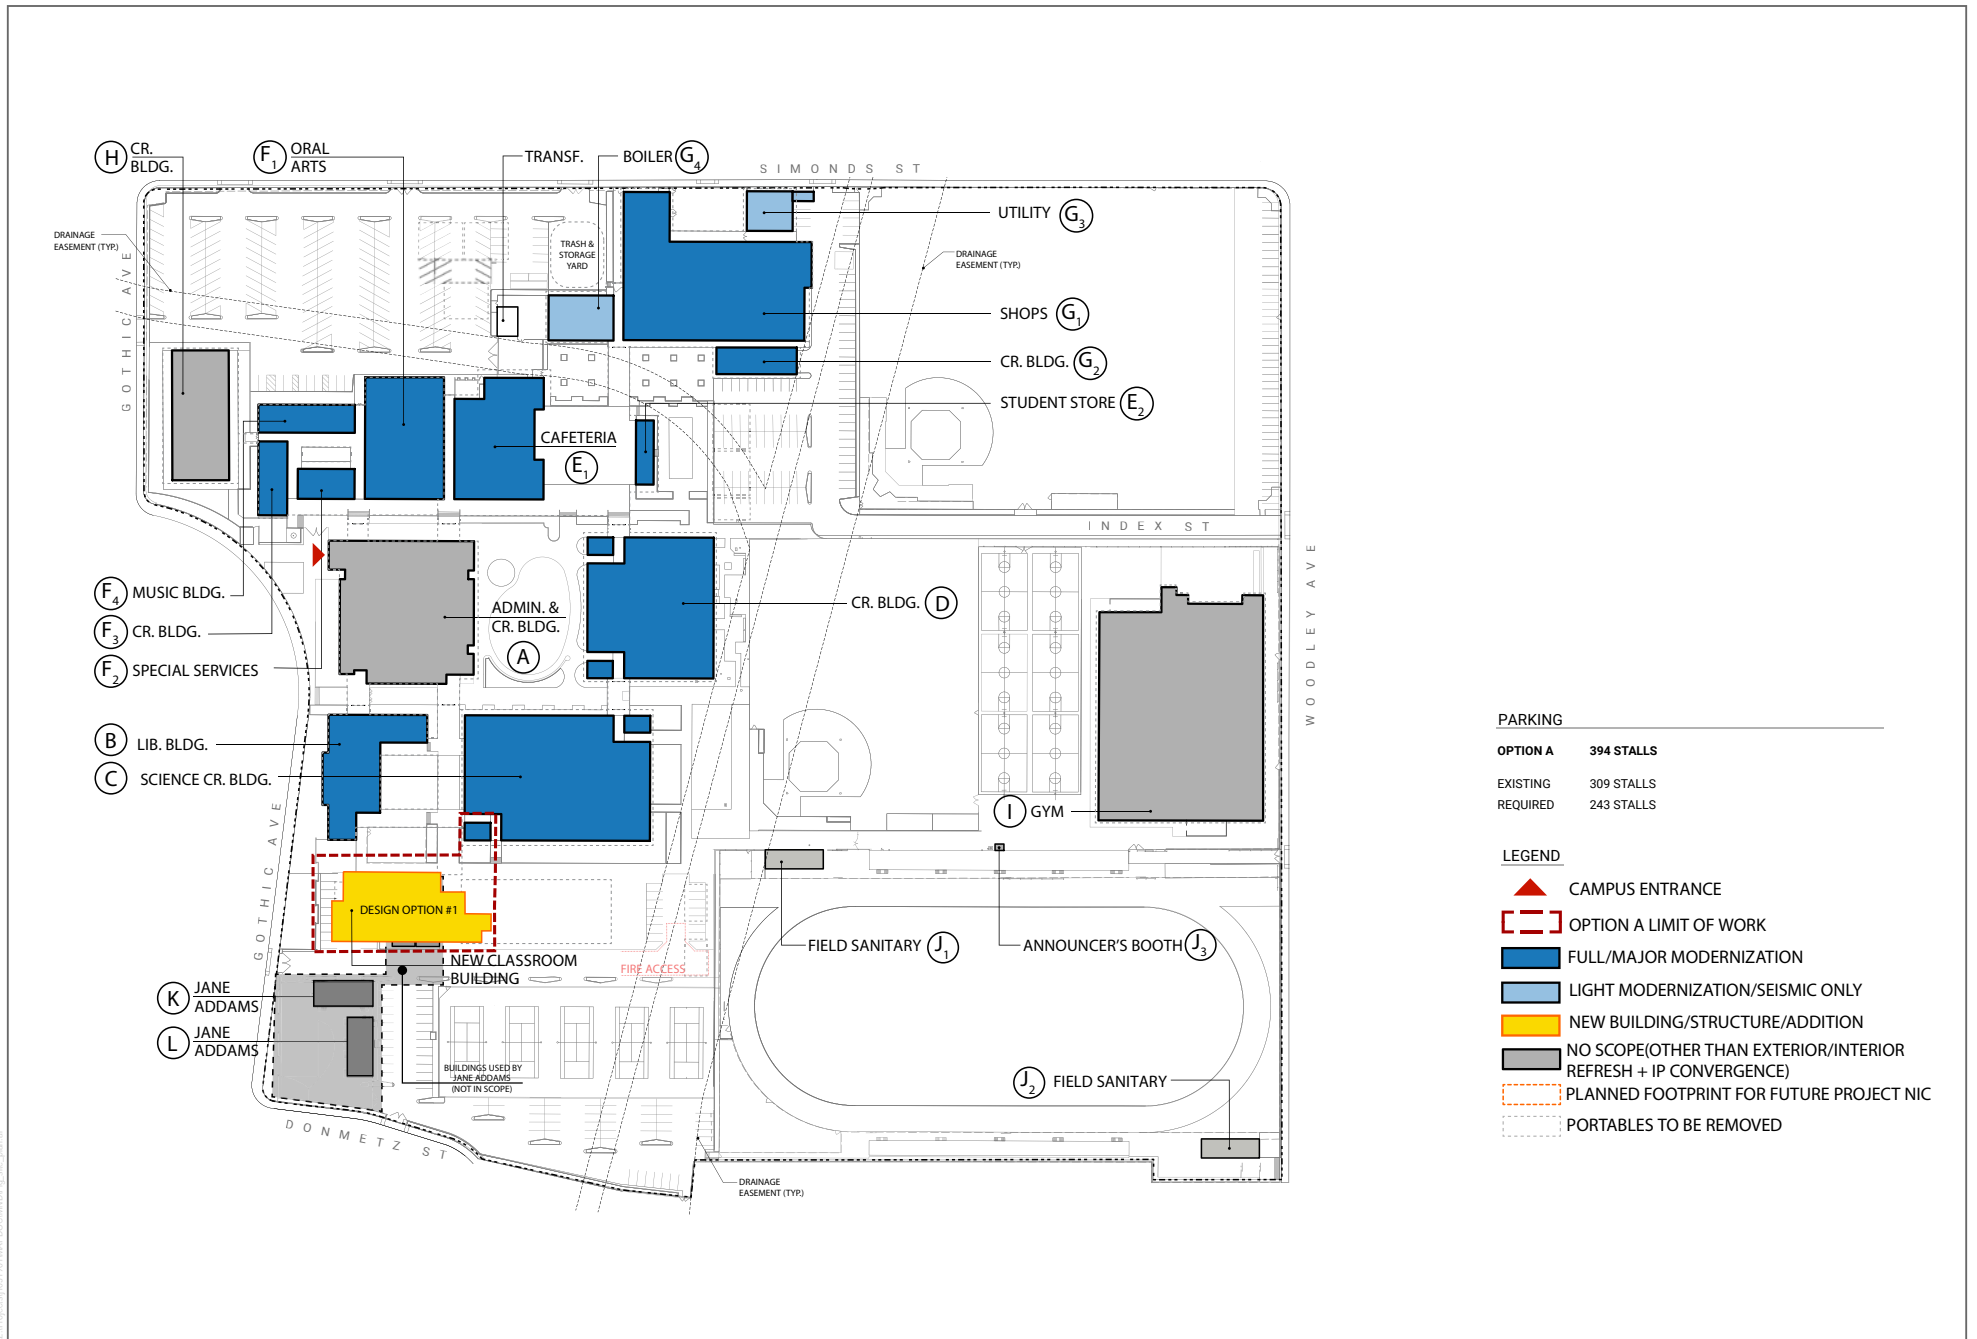 H
CR.
BLDG.
F1
ORAL
ARTS
TRANSF.
BOILER
G4
SIMONDS ST
UTILITY
G3
DRAINAGE
EASEMENT (TYP.)
TRASH &
STORAGE
YARD
DRAINAGE
EASEMENT (TYP.)
GOTHIC AVE
SHOPS
G1
CR. BLDG.
G2
STUDENT STORE
E2
CAFETERIA
E1
INDEX ST
WOODLEY AVE
F4
MUSIC BLDG.
F3
CR. BLDG.
F2
SPECIAL SERVICES
ADMIN. &
CR. BLDG.
A
CR. BLDG.
D
B
LIB. BLDG.
C
SCIENCE CR. BLDG.
I
GYM
GOTHIC AVE
DESIGN OPTION #1
NEW CLASSROOM
BUILDING
FIRE ACCESS
FIELD SANITARY
J1
ANNOUNCER'S BOOTH
J3
K
JANE
ADDAMS
L
JANE
ADDAMS
BUILDINGS USED BY
JANE ADDAMS
(NOT IN SCOPE)
J2
FIELD SANITARY
DONMETZ ST
DRAINAGE
EASEMENT (TYP.)
PARKING
OPTION A 394 STALLS
EXISTING 309 STALLS
REQUIRED 243 STALLS
LEGEND
CAMPUS ENTRANCE
OPTION A LIMIT OF WORK
FULL/MAJOR MODERNIZATION
LIGHT MODERNIZATION/SEISMIC ONLY
NEW BUILDING/STRUCTURE/ADDITION
NO SCOPE(OTHER THAN EXTERIOR/INTERIOR
REFRESH + IP CONVERGENCE)
PLANNED FOOTPRINT FOR FUTURE PROJECT NIC
PORTABLES TO BE REMOVED